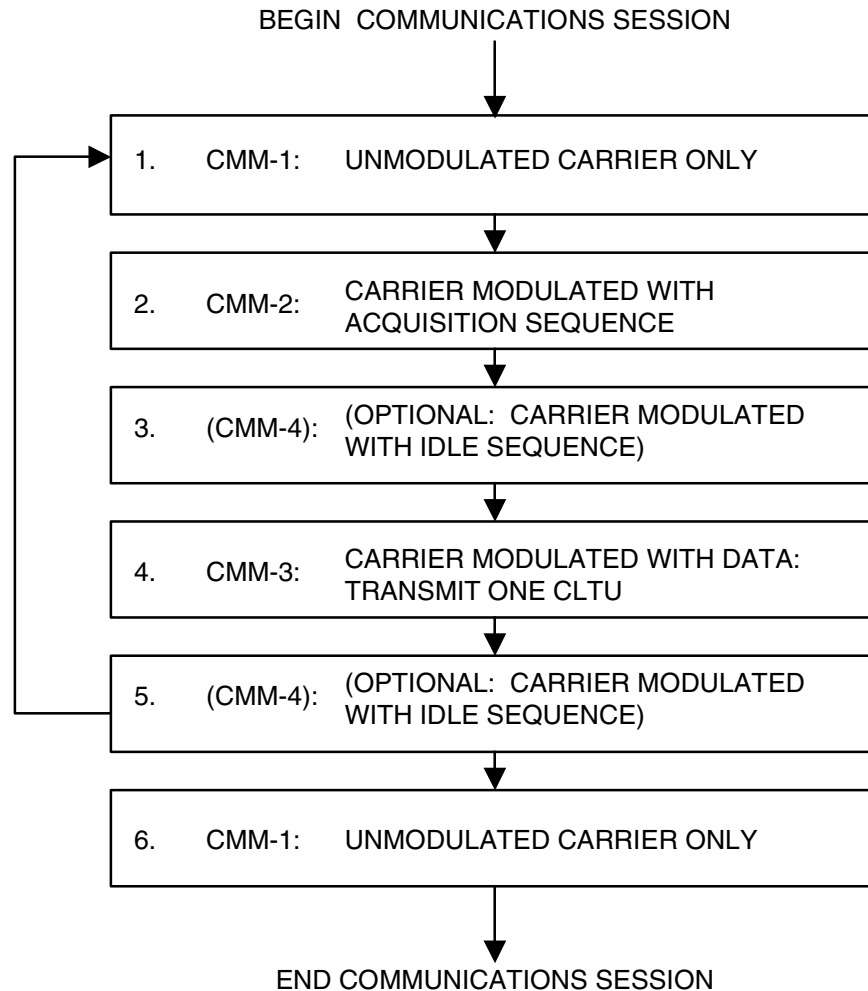 BEGIN COMMUNICATIONS SESSION
1. CMM-1: UNMODULATED CARRIER ONLY
2. CMM-2: CARRIER MODULATED WITH
ACQUISITION SEQUENCE
3. (CMM-4): (OPTIONAL: CARRIER MODULATED
WITH IDLE SEQUENCE)
4. CMM-3: CARRIER MODULATED WITH DATA:
TRANSMIT ONE CLTU
5. (CMM-4): (OPTIONAL: CARRIER MODULATED
WITH IDLE SEQUENCE)
6. CMM-1: UNMODULATED CARRIER ONLY
END COMMUNICATIONS SESSION